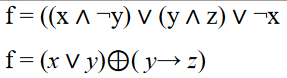 f = ((x ∧ ¬y) ∨ (y ∧ z) ∨ ¬x
f = (x ∨ y)⊕( y→ z)